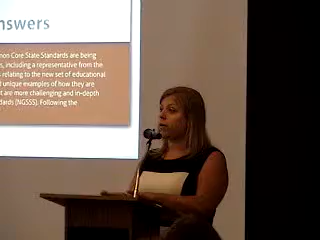 nswers
mon Core State Standards are being
s, including a representative from the
s relating to the new set of educational
d unique examples of how they are
t are more challenging and in-depth
dards (NGSSS). Following the